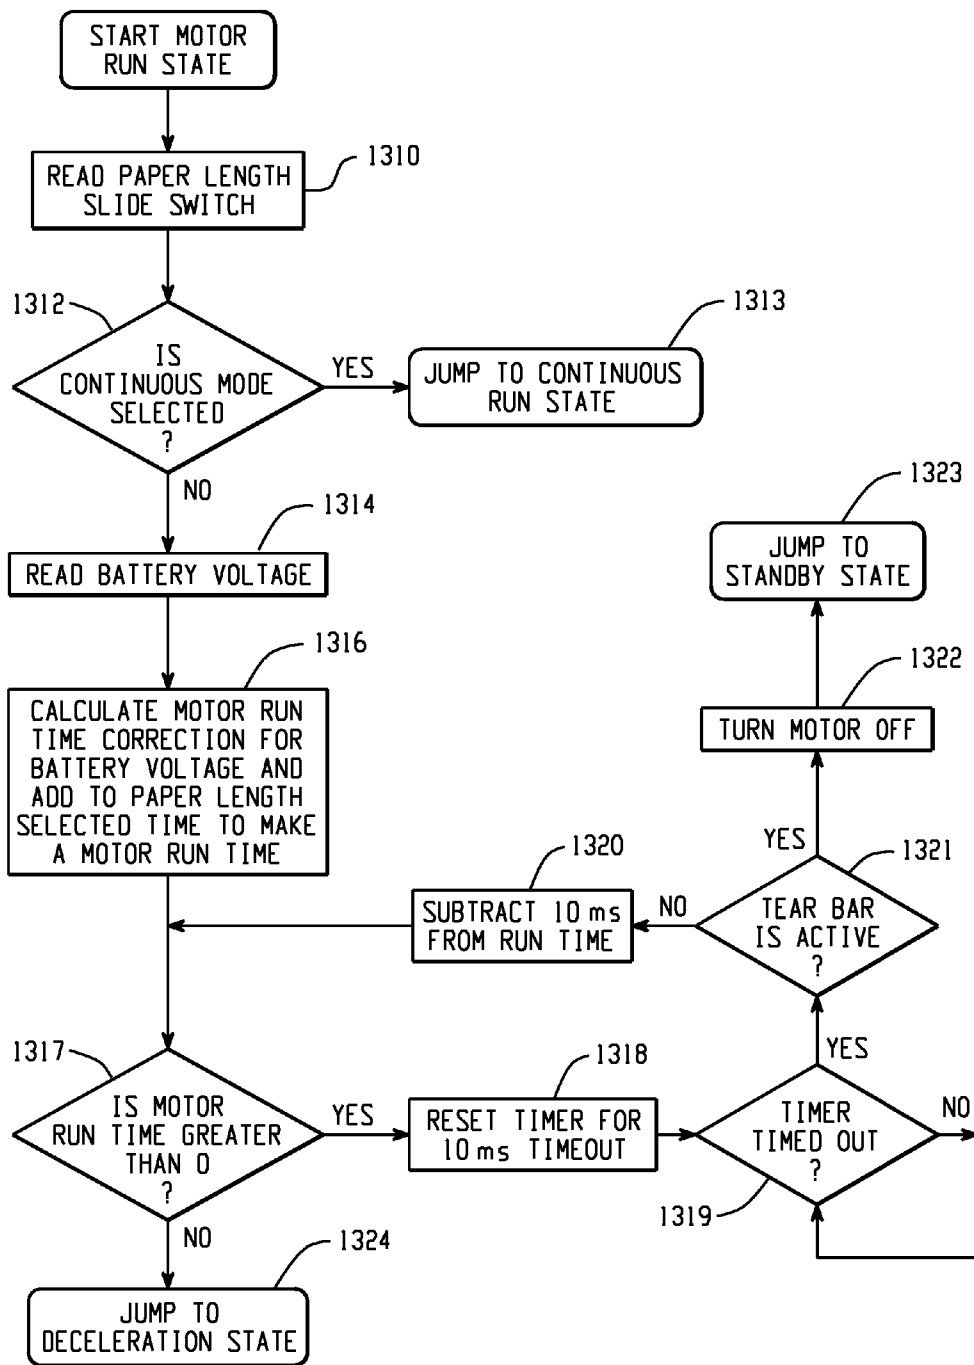 START MOTOR
RUN STATE
READ PAPER LENGTH
SLIDE SWITCH
1310
1312
IS
CONTINUOUS MODE
SELECTED
?
YES
JUMP TO CONTINUOUS
RUN STATE
1313
NO
1314
READ BATTERY VOLTAGE
1316
CALCULATE MOTOR RUN
TIME CORRECTION FOR
BATTERY VOLTAGE AND
ADD TO PAPER LENGTH
SELECTED TIME TO MAKE
A MOTOR RUN TIME
1317
IS MOTOR
RUN TIME GREATER
THAN 0
?
YES
1318
RESET TIMER FOR
10 ms TIMEOUT
TIMER
TIMED OUT
?
1319
NO
YES
TEAR BAR
IS ACTIVE
?
1321
NO
1320
SUBTRACT 10 ms
FROM RUN TIME
YES
TURN MOTOR OFF
1322
JUMP TO
STANDBY STATE
1323
NO
1324
JUMP TO
DECELERATION STATE